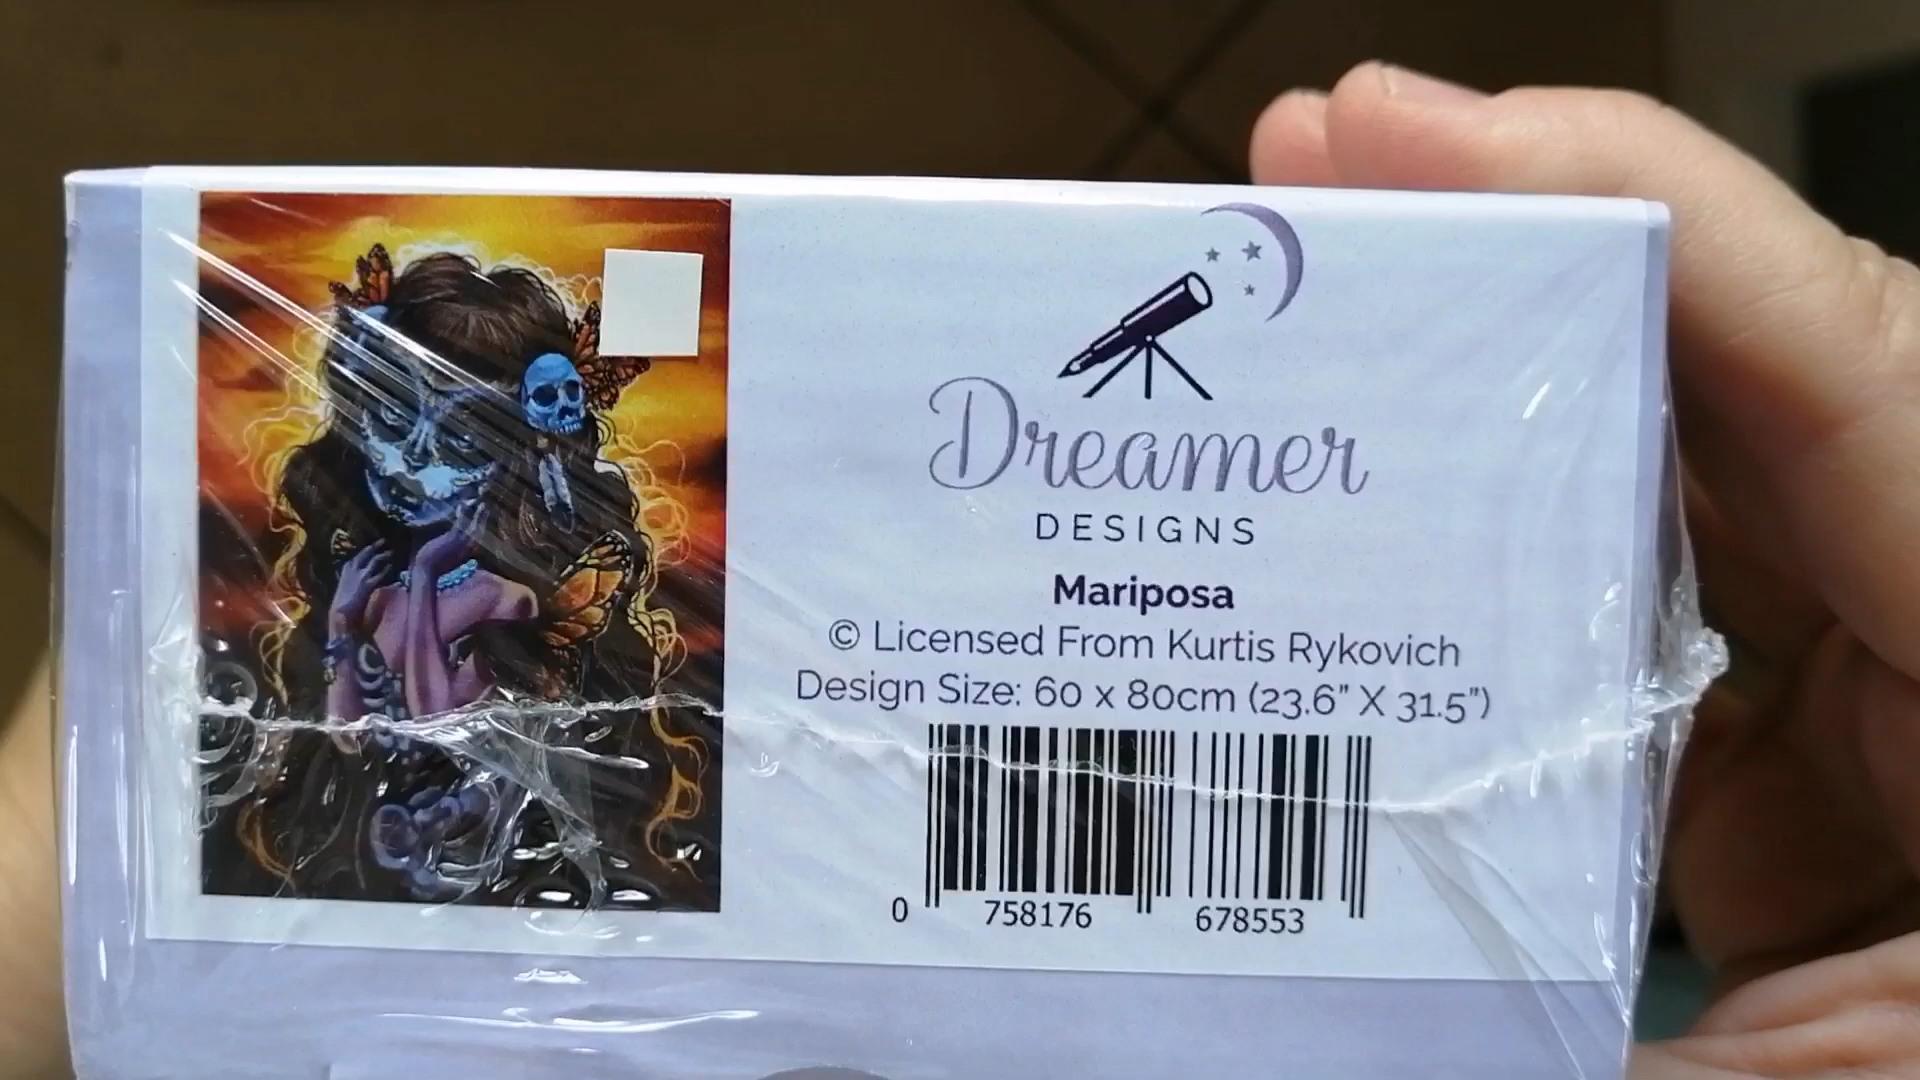 Dreamer
DESIGNS
Mariposa
© Licensed From Kurtis Rykovich
Design Size: 60 x 80cm (23.6" X 31.5")
0 758176 678553